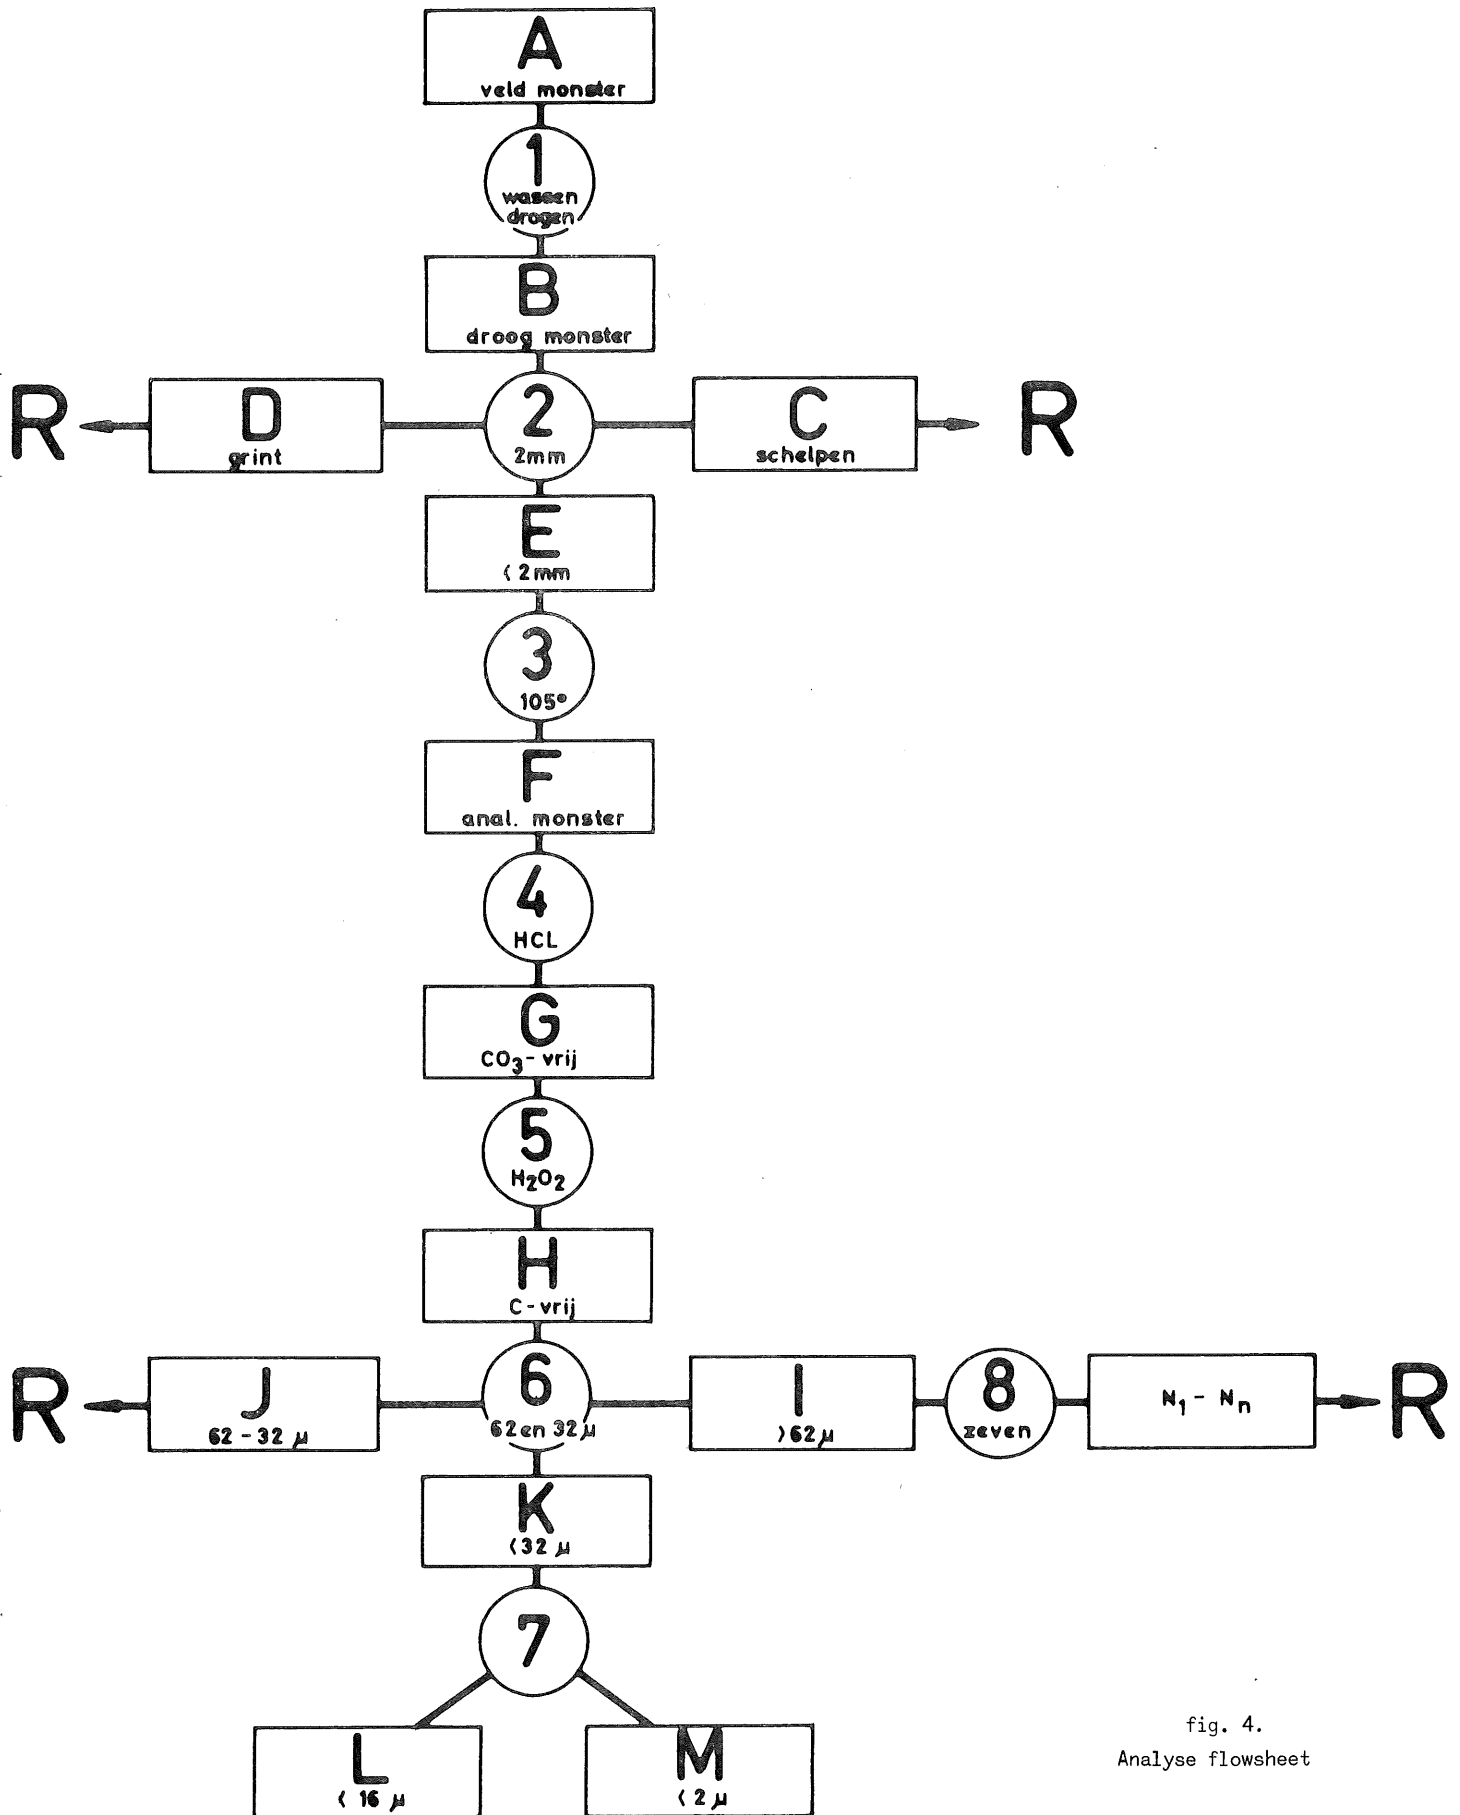 A
veld monster
1
wassen
drogen
B
droog monster
R
D
grint
2
2mm
C
schelpen
R
E
< 2mm
3
105°
F
anal. monster
4
HCL
G
CO₃- vrij
5
H₂O₂
H
C- vrij
R
J
62 - 32 µ
6
62 en 32µ
I
>62µ
8
zeven
N₁ - Nₙ
R
K
<32 µ
7
L
< 16 µ
M
< 2 µ
fig. 4.
Analyse flowsheet